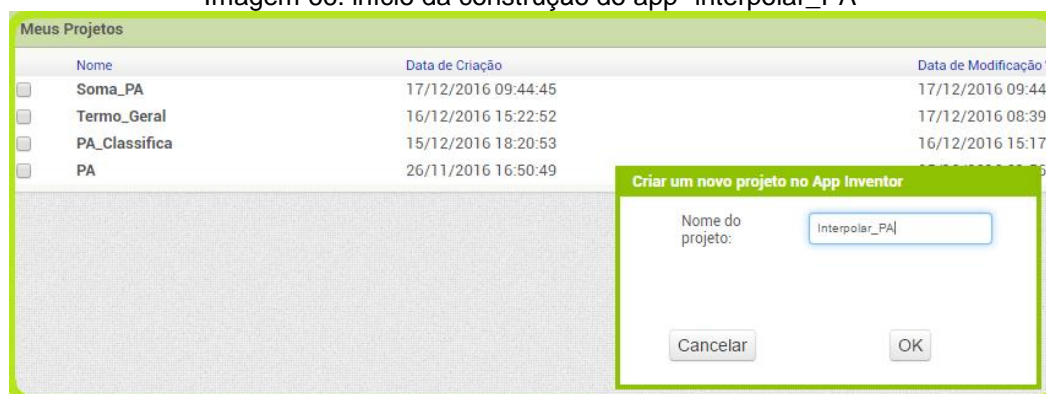 Meus Projetos
Nome Data de Criação Data de Modificação
Soma_PA 17/12/2016 09:44:45 17/12/2016 09:44
Termo_Geral 16/12/2016 15:22:52 17/12/2016 08:39
PA_Classifica 15/12/2016 18:20:53 16/12/2016 15:17
PA 26/11/2016 16:50:49
Criar um novo projeto no App Inventor
Nome do
projeto:
Interpolar_PA
Cancelar OK